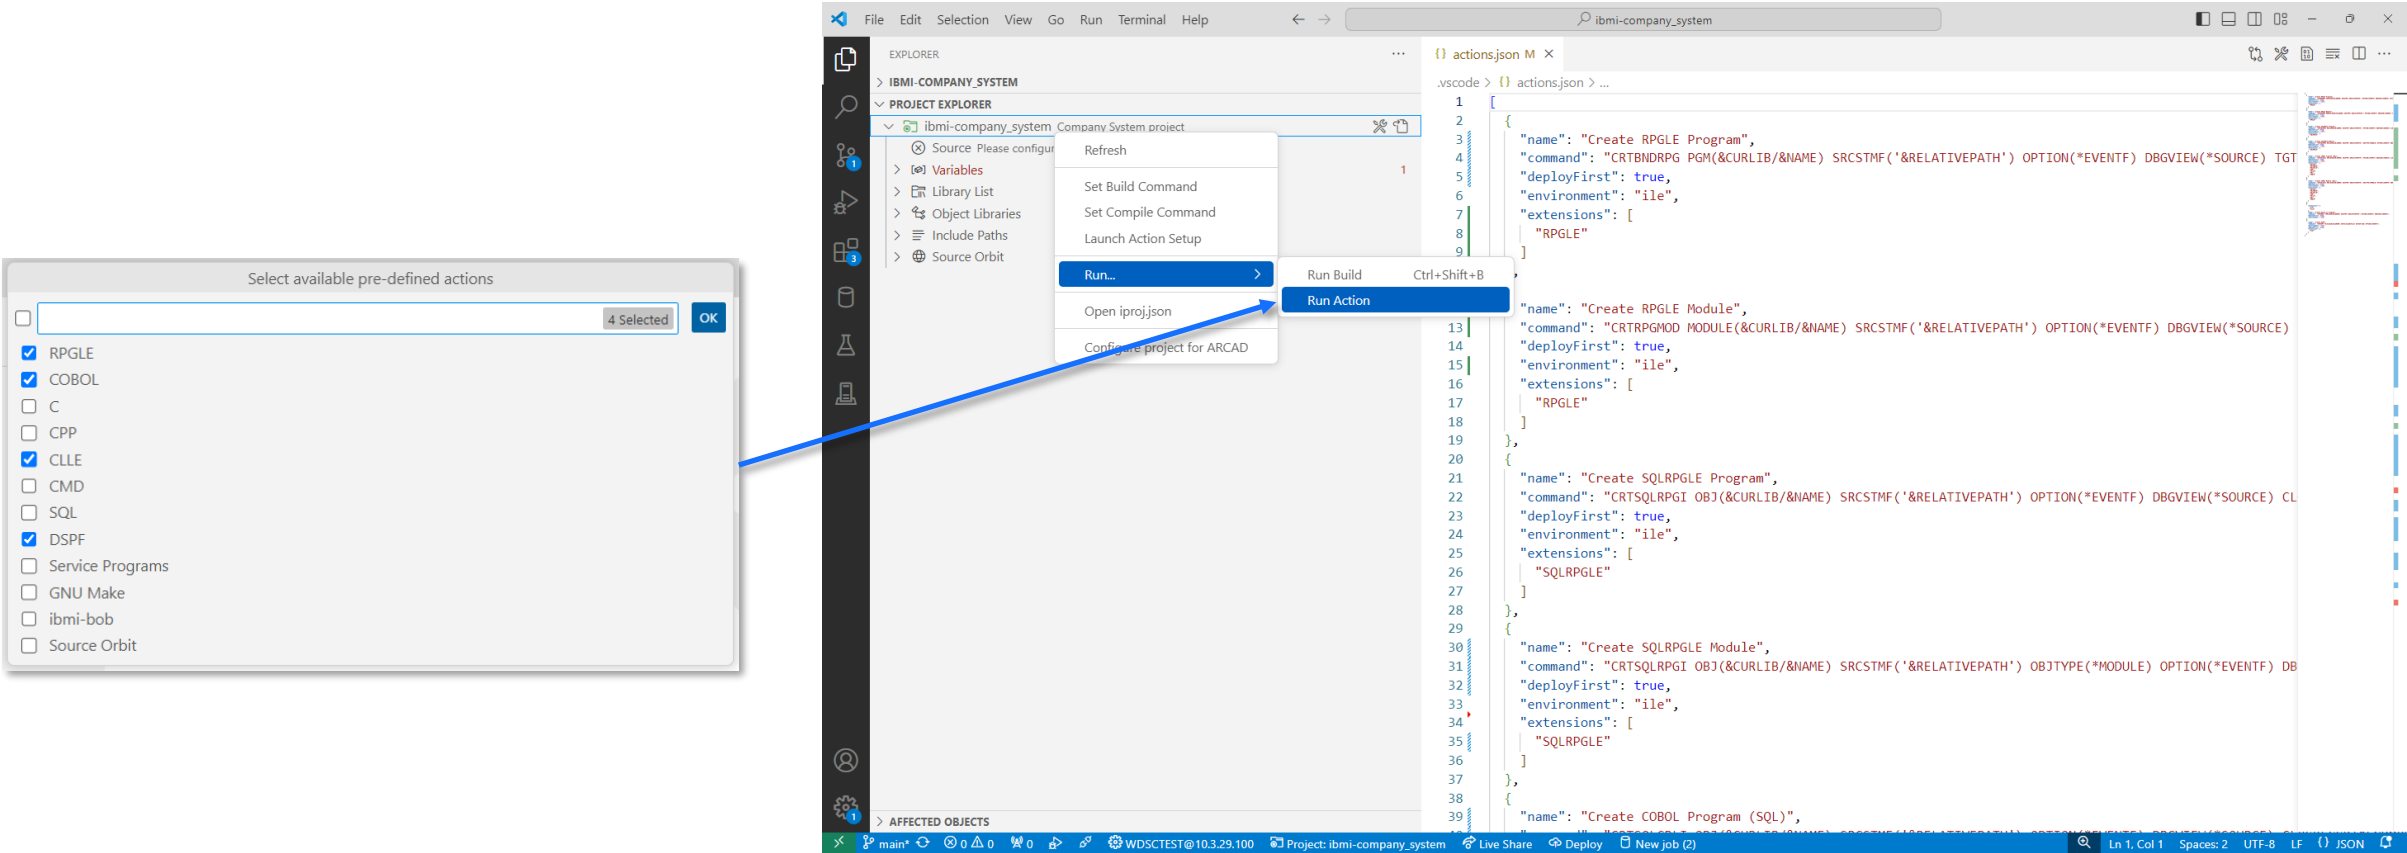 Select available pre-defined actions
4 Selected
OK
RPGLE
COBOL
C
CPP
CLLE
CMD
SQL
DSPF
Service Programs
GNU Make
ibmi-bob
Source Orbit
File Edit Selection View Go Run Terminal Help
ibmi-company_system
EXPLORER
IBMI-COMPANY_SYSTEM
PROJECT EXPLORER
ibmi-company_system Company System project
Source Please configur
Variables 1
Library List
Object Libraries
Include Paths
Source Orbit
AFFECTED OBJECTS
1
3
1
Refresh
Set Build Command
Set Compile Command
Launch Action Setup
Run...
Open iproj.json
Configure project for ARCAD
Run Build Ctrl+Shift+B
Run Action
{} actions.json M
.vscode > {} actions.json > ...
1 [
2 {
3 "name": "Create RPGLE Program",
4 "command": "CRTBNDRPG PGM(&CURLIB/&NAME) SRCSTMF('&RELATIVEPATH') OPTION(*EVENTF) DBGVIEW(*SOURCE) TGT
5 "deployFirst": true,
6 "environment": "ile",
7 "extensions": [
8 "RPGLE"
9 ]
,
"name": "Create RPGLE Module",
13 "command": "CRTRPGMOD MODULE(&CURLIB/&NAME) SRCSTMF('&RELATIVEPATH') OPTION(*EVENTF) DBGVIEW(*SOURCE)
14 "deployFirst": true,
15 "environment": "ile",
16 "extensions": [
17 "RPGLE"
18 ]
19 },
20 {
21 "name": "Create SQLRPGLE Program",
22 "command": "CRTSQLRPGI OBJ(&CURLIB/&NAME) SRCSTMF('&RELATIVEPATH') OPTION(*EVENTF) DBGVIEW(*SOURCE) CL
23 "deployFirst": true,
24 "environment": "ile",
25 "extensions": [
26 "SQLRPGLE"
27 ]
28 },
29 {
30 "name": "Create SQLRPGLE Module",
31 "command": "CRTSQLRPGI OBJ(&CURLIB/&NAME) SRCSTMF('&RELATIVEPATH') OBJTYPE(*MODULE) OPTION(*EVENTF) DB
32 "deployFirst": true,
33 "environment": "ile",
34 "extensions": [
35 "SQLRPGLE"
36 ]
37 },
38 {
39 "name": "Create COBOL Program (SQL)",
main* 0 0 0 WDSCTEST@10.3.29.100 Project: ibmi-company_system Live Share Deploy New job (2) Ln 1, Col 1 Spaces: 2 UTF-8 LF {} JSON